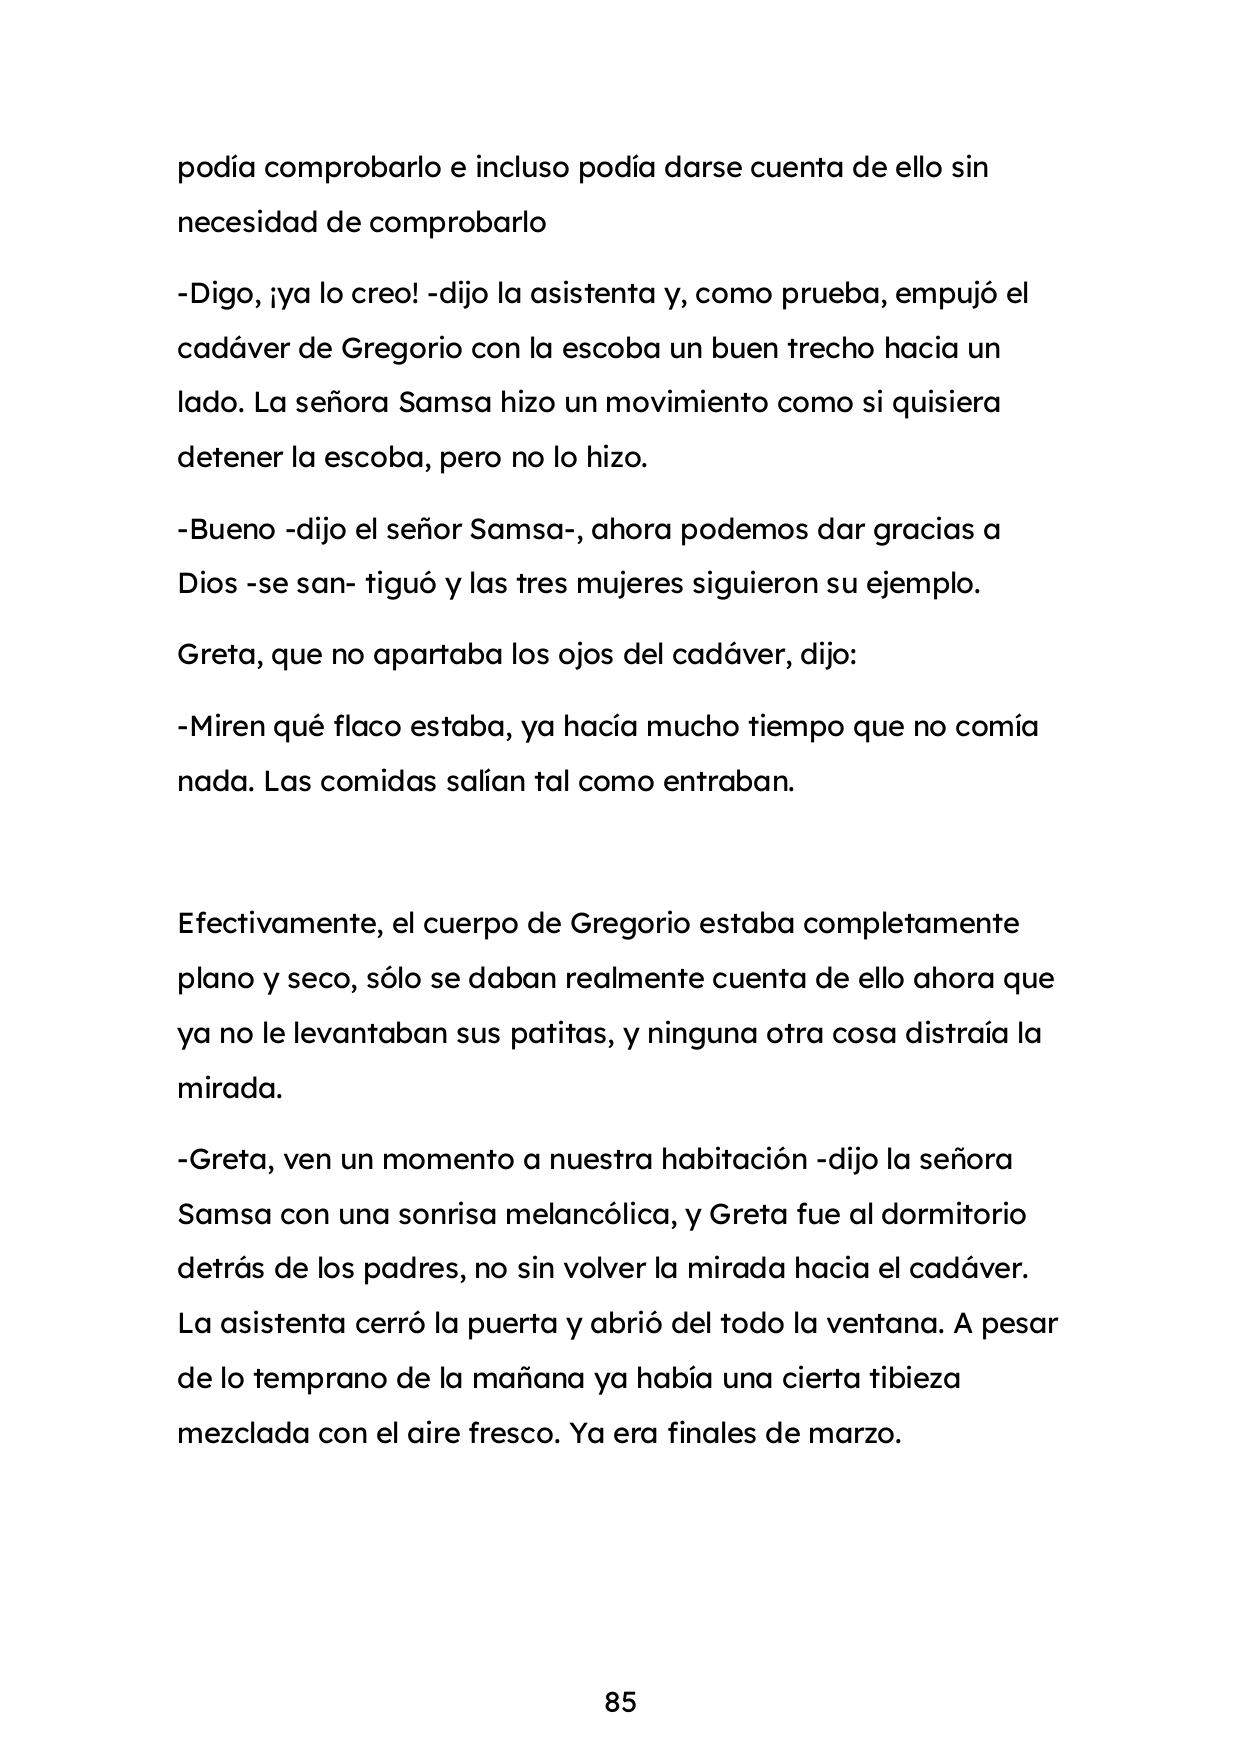 podía comprobarlo e incluso podía darse cuenta de ello sin
necesidad de comprobarlo
-Digo, ¡ya lo creo! -dijo la asistenta y, como prueba, empujó el
cadáver de Gregorio con la escoba un buen trecho hacia un
lado. La señora Samsa hizo un movimiento como si quisiera
detener la escoba, pero no lo hizo.
-Bueno -dijo el señor Samsa-, ahora podemos dar gracias a
Dios -se san- tiguó y las tres mujeres siguieron su ejemplo.
Greta, que no apartaba los ojos del cadáver, dijo:
-Miren qué flaco estaba, ya hacía mucho tiempo que no comía
nada. Las comidas salían tal como entraban.
Efectivamente, el cuerpo de Gregorio estaba completamente
plano y seco, sólo se daban realmente cuenta de ello ahora que
ya no le levantaban sus patitas, y ninguna otra cosa distraía la
mirada.
-Greta, ven un momento a nuestra habitación -dijo la señora
Samsa con una sonrisa melancólica, y Greta fue al dormitorio
detrás de los padres, no sin volver la mirada hacia el cadáver.
La asistenta cerró la puerta y abrió del todo la ventana. A pesar
de lo temprano de la mañana ya había una cierta tibieza
mezclada con el aire fresco. Ya era finales de marzo.
85